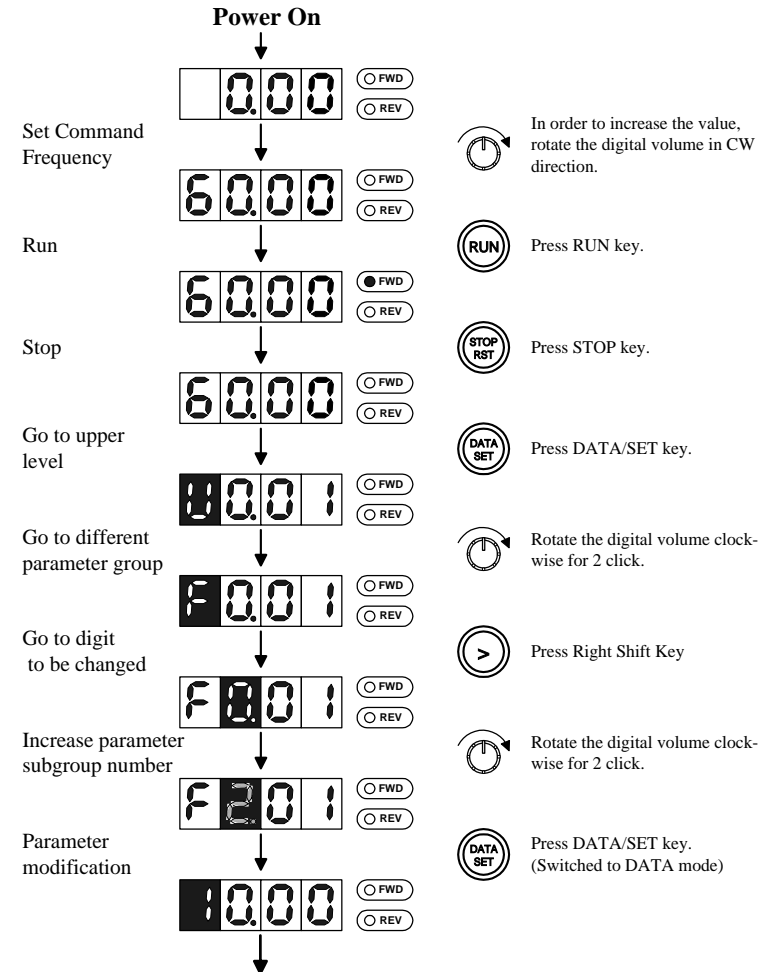 Power On
0.00
FWD
REV
Set Command
Frequency
In order to increase the value,
rotate the digital volume in CW
direction.
60.00
FWD
REV
Run
RUN
Press RUN key.
60.00
FWD
REV
Stop
STOP
RST
Press STOP key.
60.00
FWD
REV
Go to upper
level
DATA
SET
Press DATA/SET key.
U0.01
FWD
REV
Go to different
parameter group
Rotate the digital volume clock-
wise for 2 click.
F0.01
FWD
REV
Go to digit
to be changed
>
Press Right Shift Key
F0.01
FWD
REV
Increase parameter
subgroup number
Rotate the digital volume clock-
wise for 2 click.
F2.01
FWD
REV
Parameter
modification
DATA
SET
Press DATA/SET key.
(Switched to DATA mode)
10.00
FWD
REV